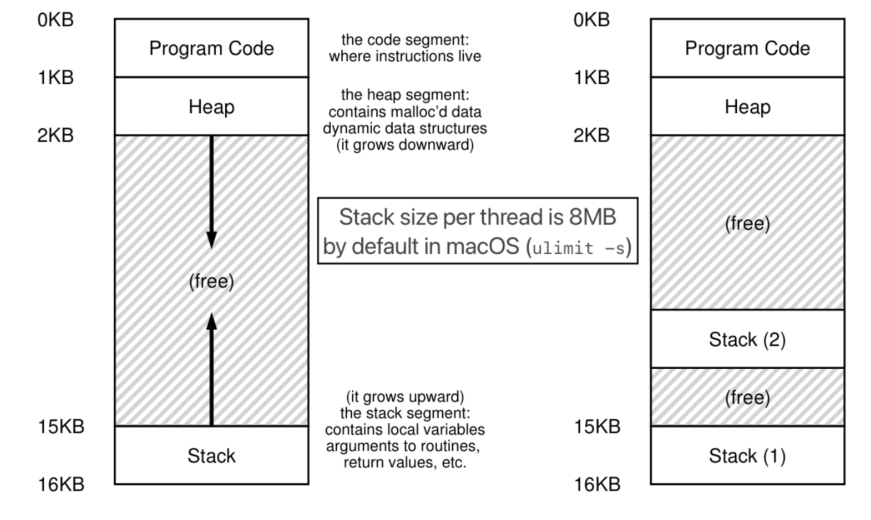 0KB
Program Code
1KB
Heap
2KB
(free)
15KB
Stack
16KB
the code segment:
where instructions live
the heap segment:
contains malloc'd data
dynamic data structures
(it grows downward)
Stack size per thread is 8MB
by default in macOS (ulimit -s)
(it grows upward)
the stack segment:
contains local variables
arguments to routines,
return values, etc.
0KB
Program Code
1KB
Heap
2KB
(free)
Stack (2)
(free)
15KB
Stack (1)
16KB